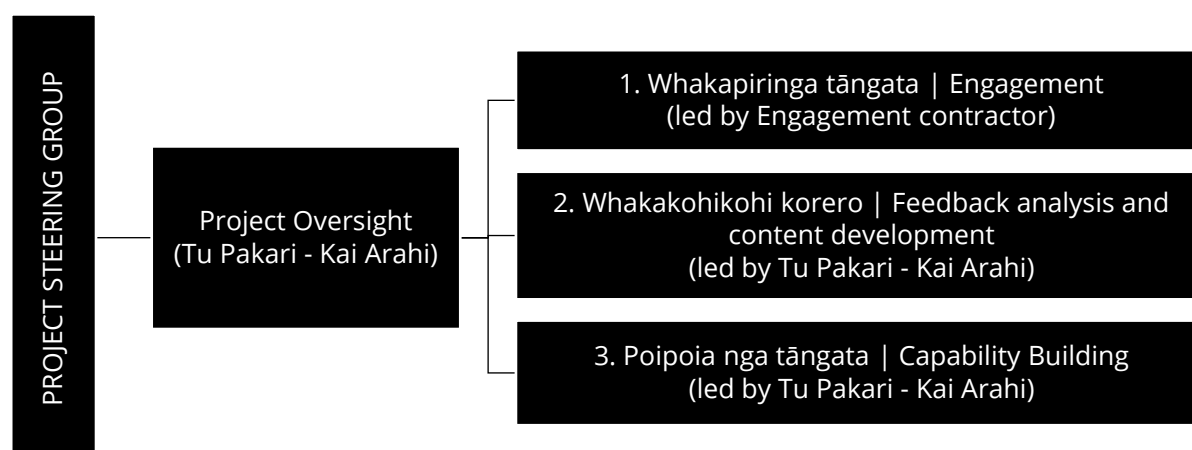 PROJECT STEERING GROUP
Project Oversight
(Tu Pakari - Kai Arahi)
1. Whakapiringa tāngata | Engagement
(led by Engagement contractor)
2. Whakakohikohi korero | Feedback analysis and
content development
(led by Tu Pakari - Kai Arahi)
3. Poipoia nga tāngata | Capability Building
(led by Tu Pakari - Kai Arahi)